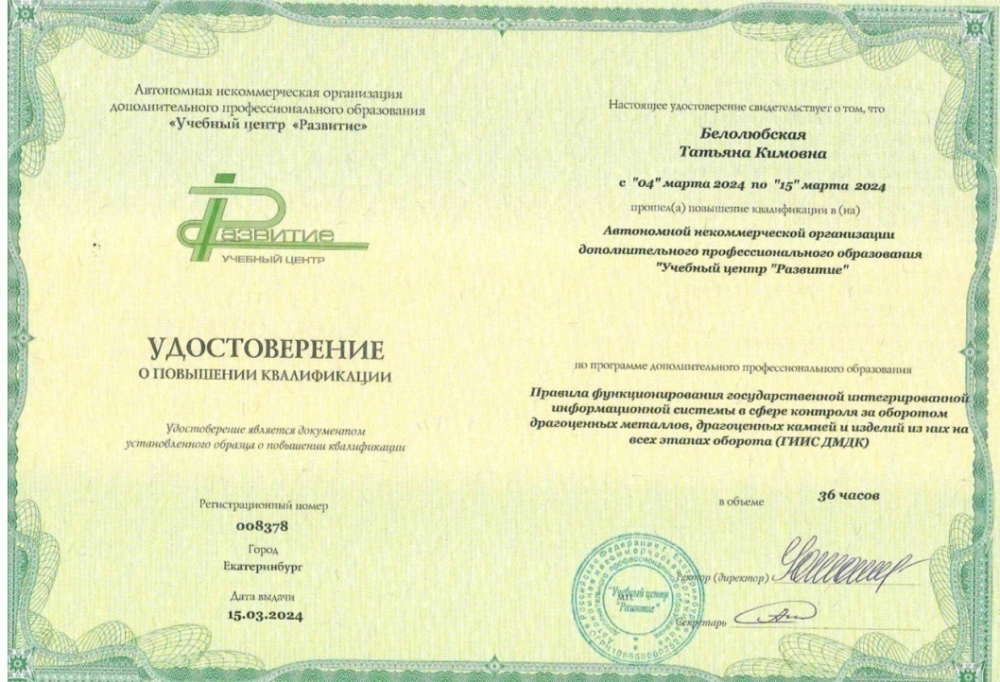 Автономная некоммерческая организация
дополнительного профессионального образования
«Учебный центр «Развитие»
Развитие
УЧЕБНЫЙ ЦЕНТР
УДОСТОВЕРЕНИЕ
О ПОВЫШЕНИИ КВАЛИФИКАЦИИ
Удостоверение является документом
установленного образца о повышении квалификации
Регистрационный номер
008378
Город
Екатеринбург
Дата выдачи
15.03.2024
Настоящее удостоверение свидетельствует о том, что
Белолюбская
Татьяна Кимовна
с "04" марта 2024 по "15" марта 2024
прошел(а) повышение квалификации в (на)
Автономной некоммерческой организации
дополнительного профессионального образования
"Учебный центр "Развитие"
по программе дополнительного профессионального образования
Правила функционирования государственной интегрированной
информационной системы в сфере контроля за оборотом
драгоценных металлов, драгоценных камней и изделий из них на
всех этапах оборота (ГИИС ДМДК)
в объеме 36 часов
Ректор (директор)
М.П.
Секретарь
"Учебный центр
"Развитие"